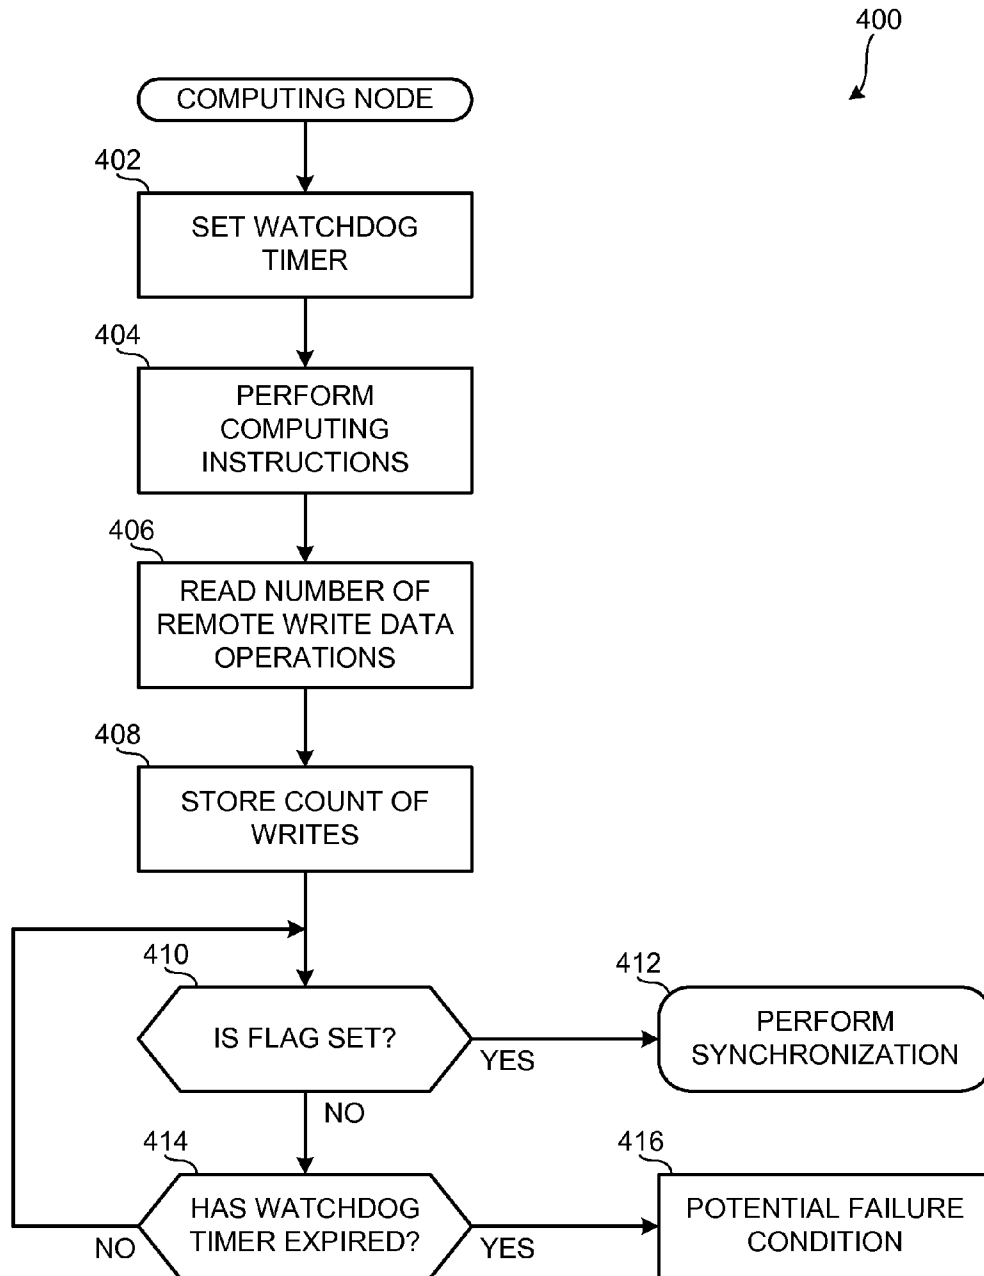 400
COMPUTING NODE
402
SET WATCHDOG
TIMER
404
PERFORM
COMPUTING
INSTRUCTIONS
406
READ NUMBER OF
REMOTE WRITE DATA
OPERATIONS
408
STORE COUNT OF
WRITES
410
IS FLAG SET?
YES
NO
412
PERFORM
SYNCHRONIZATION
414
HAS WATCHDOG
TIMER EXPIRED?
NO
YES
416
POTENTIAL FAILURE
CONDITION